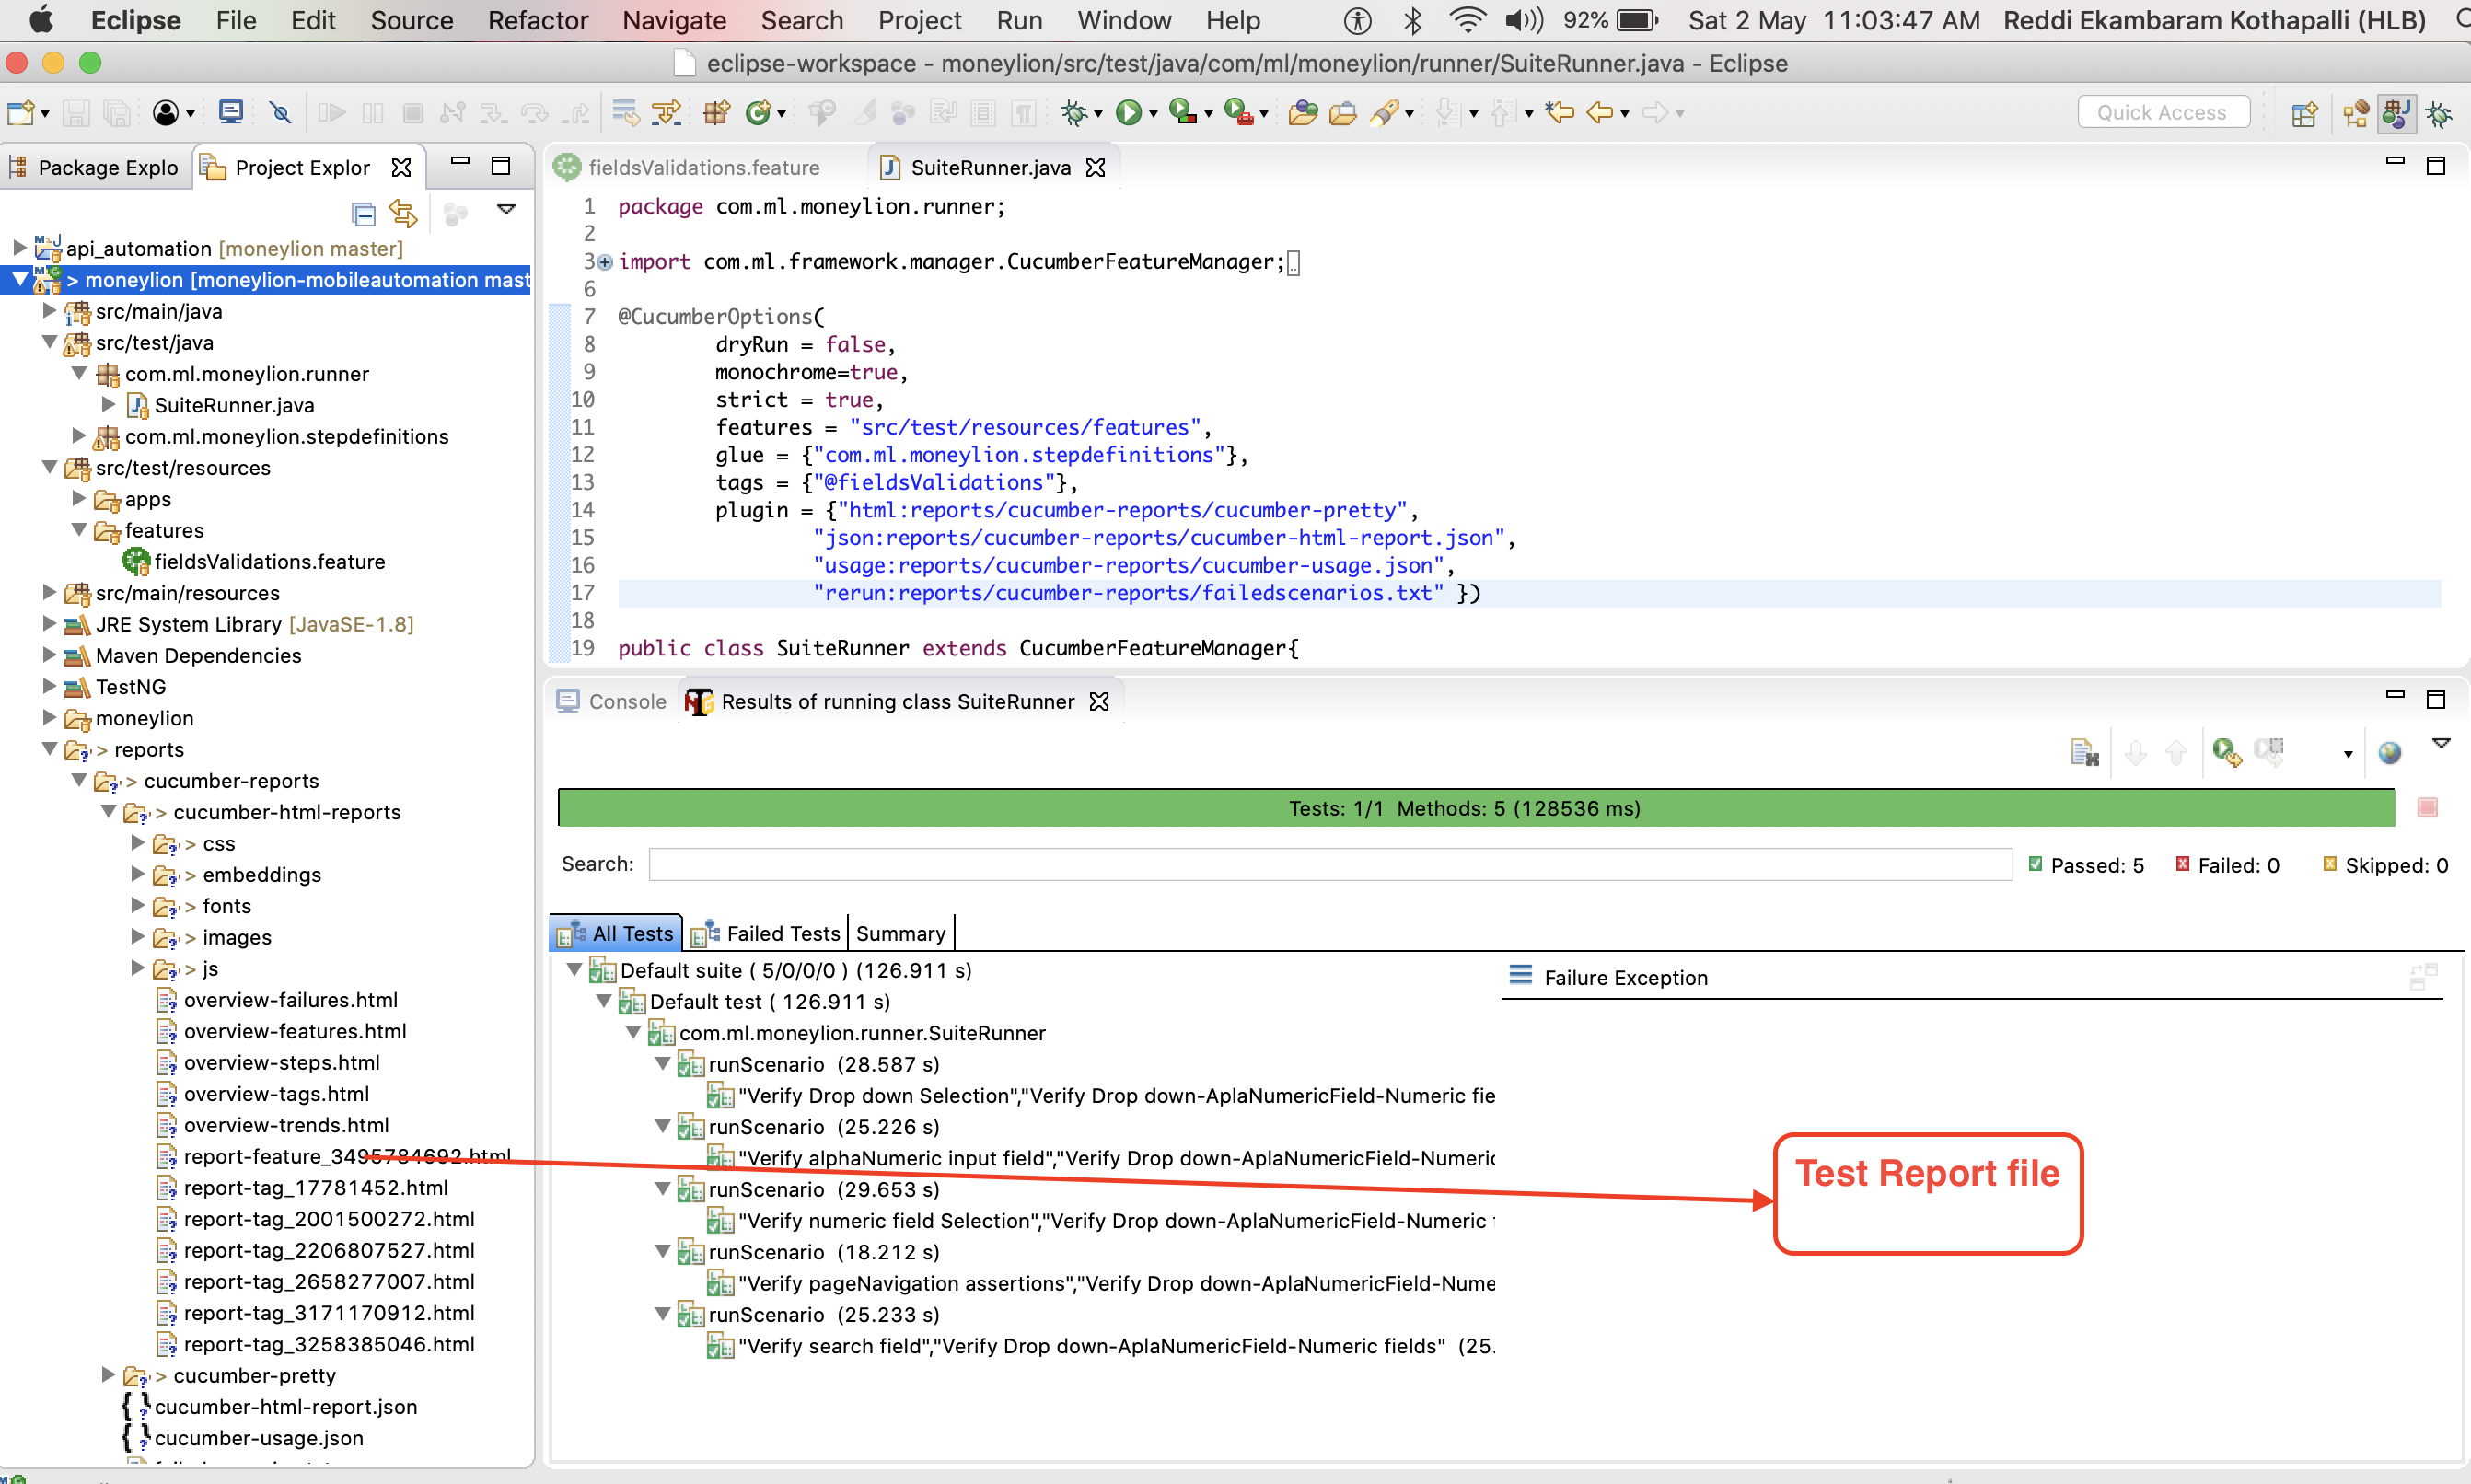 Eclipse File Edit Source Refactor Navigate Search Project Run Window Help 92% Sat 2 May 11:03:47 AM Reddi Ekambaram Kothapalli (HLB)
eclipse-workspace - moneylion/src/test/java/com/ml/moneylion/runner/SuiteRunner.java - Eclipse
Quick Access
Package Explo
Project Explor
api_automation [moneylion master]
> moneylion [moneylion-mobileautomation mast
src/main/java
src/test/java
com.ml.moneylion.runner
SuiteRunner.java
com.ml.moneylion.stepdefinitions
src/test/resources
apps
features
fieldsValidations.feature
src/main/resources
JRE System Library [JavaSE-1.8]
Maven Dependencies
TestNG
moneylion
> reports
> cucumber-reports
> cucumber-html-reports
> css
> embeddings
> fonts
> images
> js
overview-failures.html
overview-features.html
overview-steps.html
overview-tags.html
overview-trends.html
report-feature_3495784692.html
report-tag_17781452.html
report-tag_2001500272.html
report-tag_2206807527.html
report-tag_2658277007.html
report-tag_3171170912.html
report-tag_3258385046.html
> cucumber-pretty
cucumber-html-report.json
cucumber-usage.json
fieldsValidations.feature
SuiteRunner.java
1 package com.ml.moneylion.runner;
2
3 import com.ml.framework.manager.CucumberFeatureManager;
6
7 @CucumberOptions(
8 dryRun = false,
9 monochrome=true,
10 strict = true,
11 features = "src/test/resources/features",
12 glue = {"com.ml.moneylion.stepdefinitions"},
13 tags = {"@fieldsValidations"},
14 plugin = {"html:reports/cucumber-reports/cucumber-pretty",
15 "json:reports/cucumber-reports/cucumber-html-report.json",
16 "usage:reports/cucumber-reports/cucumber-usage.json",
17 "rerun:reports/cucumber-reports/failedscenarios.txt" })
18
19 public class SuiteRunner extends CucumberFeatureManager{
Console
Results of running class SuiteRunner
Tests: 1/1 Methods: 5 (128536 ms)
Search:
Passed: 5 Failed: 0 Skipped: 0
All Tests Failed Tests Summary
Default suite ( 5/0/0/0 ) (126.911 s)
Default test ( 126.911 s)
com.ml.moneylion.runner.SuiteRunner
runScenario (28.587 s)
"Verify Drop down Selection","Verify Drop down-AplaNumericField-Numeric fie
runScenario (25.226 s)
"Verify alphaNumeric input field","Verify Drop down-AplaNumericField-Numeric
runScenario (29.653 s)
"Verify numeric field Selection","Verify Drop down-AplaNumericField-Numeric
runScenario (18.212 s)
"Verify pageNavigation assertions","Verify Drop down-AplaNumericField-Nume
runScenario (25.233 s)
"Verify search field","Verify Drop down-AplaNumericField-Numeric fields" (25.
Failure Exception
Test Report file